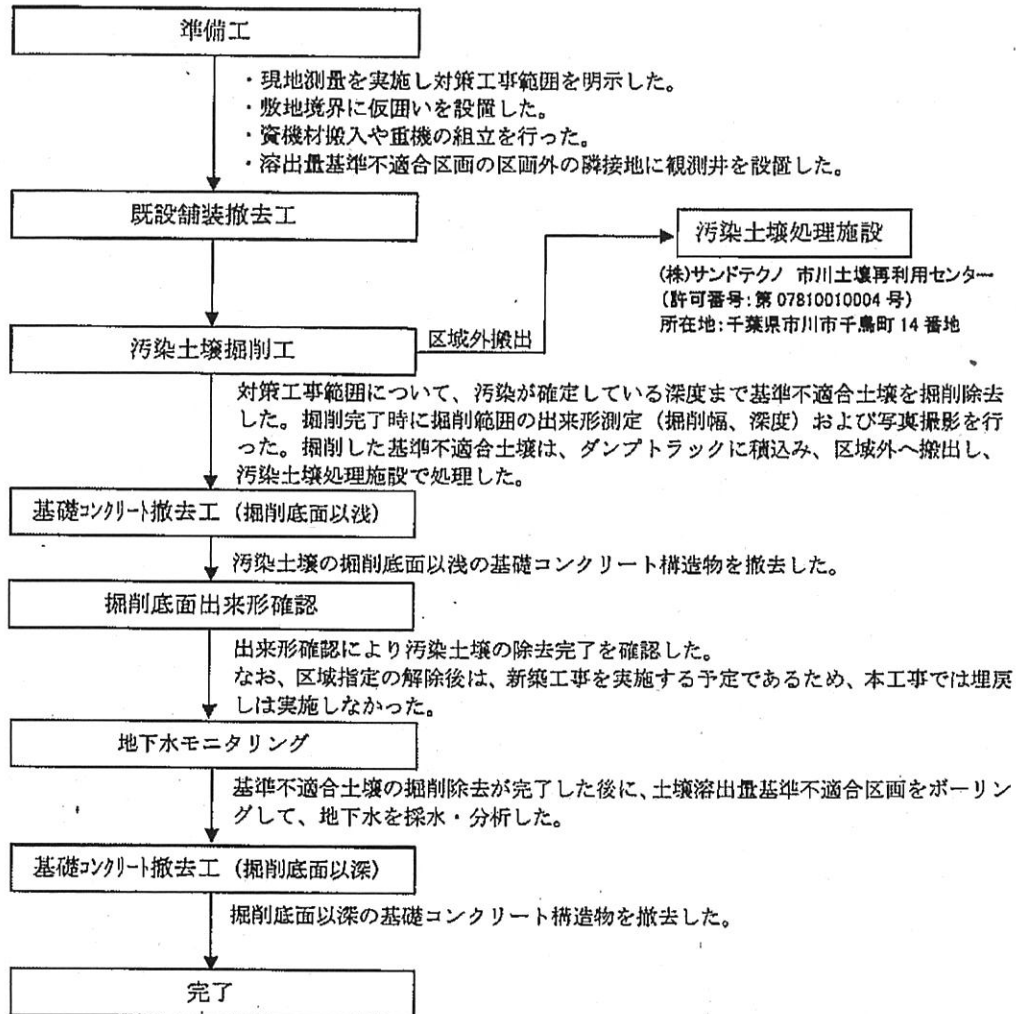 準備工
・現地測量を実施し対策工事範囲を明示した。
・敷地境界に仮囲いを設置した。
・資機材搬入や重機の組立を行った。
・溶出量基準不適合区画の区画外の隣接地に観測井を設置した。
既設舗装撤去工
汚染土壌処理施設
(株)サンドテクノ 市川土壌再利用センター
(許可番号:第 07810010004 号)
所在地:千葉県市川市千鳥町 14 番地
汚染土壌掘削工
区域外搬出
対策工事範囲について、汚染が確定している深度まで基準不適合土壌を掘削除去
した。掘削完了時に掘削範囲の出来形測定（掘削幅、深度）および写真撮影を行
った。掘削した基準不適合土壌は、ダンプトラックに積込み、区域外へ搬出し、
汚染土壌処理施設で処理した。
基礎コンクリート撤去工（掘削底面以浅）
汚染土壌の掘削底面以浅の基礎コンクリート構造物を撤去した。
掘削底面出来形確認
出来形確認により汚染土壌の除去完了を確認した。
なお、区域指定の解除後は、新築工事を実施する予定であるため、本工事では埋戻
しは実施しなかった。
地下水モニタリング
基準不適合土壌の掘削除去が完了した後に、土壌溶出量基準不適合区画をボーリン
グして、地下水を採水・分析した。
基礎コンクリート撤去工（掘削底面以深）
掘削底面以深の基礎コンクリート構造物を撤去した。
完了